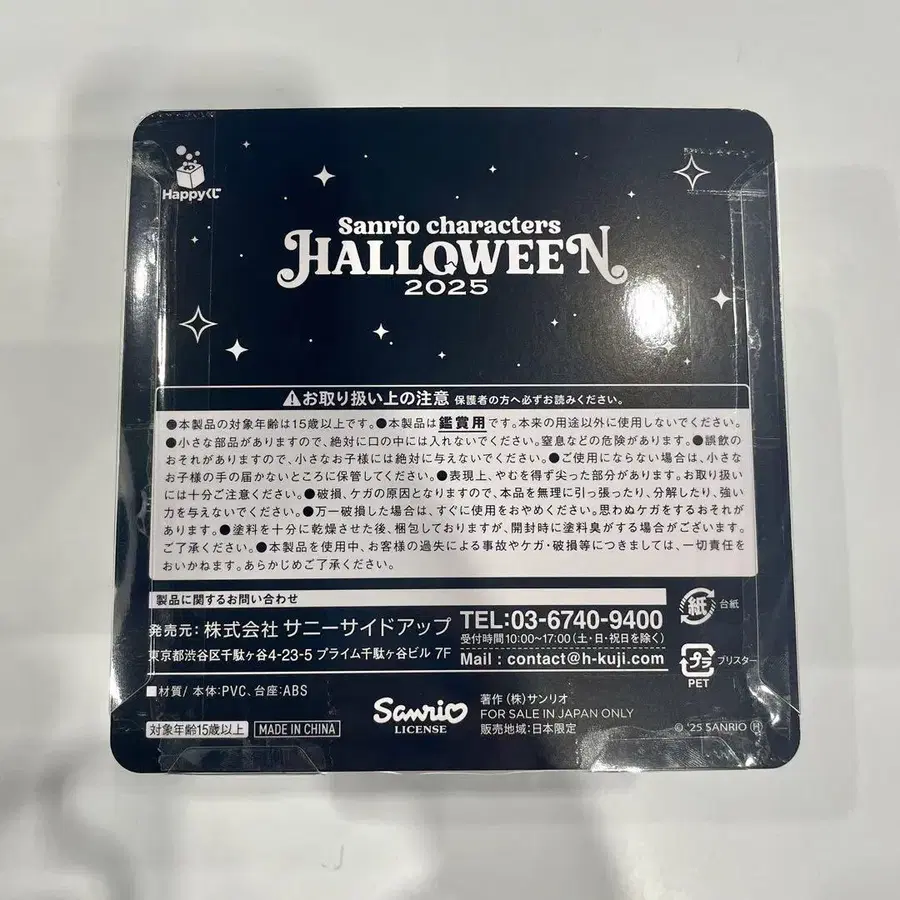 Happyくじ
Sanrio characters
HALLOWEEN
2025
⚠お取り扱い上の注意 保護者の方へ必ずお読みください。
●本製品の対象年齢は15歳以上です。●本製品は鑑賞用です。本来の用途以外に使用しないでください。
●小さな部品がありますので、絶対に口の中には入れないでください。窒息などの危険があります。●誤飲の
おそれがありますので、小さなお子様には絶対に与えないでください。●ご使用にならない場合は、小さな
お子様の手の届かないところに保管してください。●表現上、やむを得ず尖った部分があります。お取り扱い
には十分ご注意ください。●破損、ケガの原因となりますので、本品を無理に引っ張ったり、分解したり、強い
力を与えないでください。●万一破損した場合は、すぐに使用をおやめください。思わぬケガをするおそれが
あります。●塗料を十分に乾燥させた後、梱包しておりますが、開封時に塗料臭がする場合がございます。
ご了承ください。●本製品を使用中、お客様の過失による事故やケガ・破損等につきましては、一切責任を
おいかねます。あらかじめご了承ください。
製品に関するお問い合わせ
発売元:株式会社 サニーサイドアップ
東京都渋谷区千駄ヶ谷4-23-5 プライム千駄ヶ谷ビル 7F
TEL:03-6740-9400
受付時間10:00~17:00(土・日・祝日を除く)
Mail : contact@h-kuji.com
紙 台紙
プラ ブリスター
PET
■材質/ 本体:PVC、台座:ABS
対象年齢15歳以上 MADE IN CHINA
Sanrio
LICENSE
著作(株)サンリオ
FOR SALE IN JAPAN ONLY
販売地域:日本限定
© '25 SANRIO Ⓗ